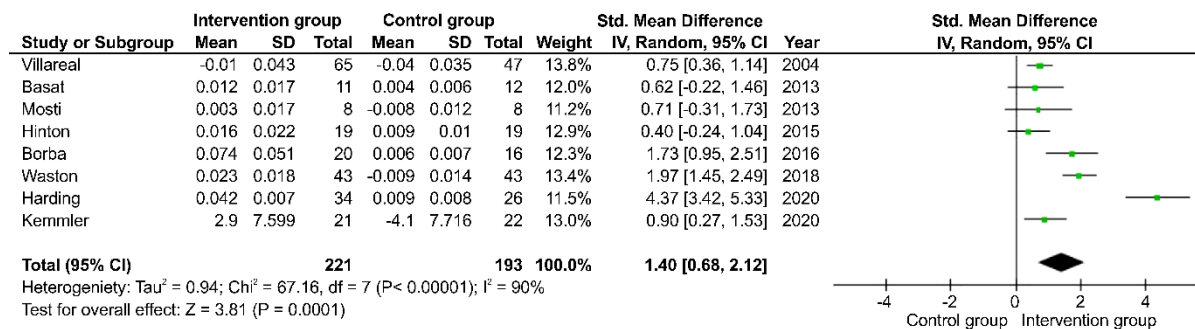 Intervention group Control group Std. Mean Difference Std. Mean Difference
Study or Subgroup Mean SD Total Mean SD Total Weight IV, Random, 95% CI Year IV, Random, 95% CI
Villareal -0.01 0.043 65 -0.04 0.035 47 13.8% 0.75 [0.36, 1.14] 2004
Basat 0.012 0.017 11 0.004 0.006 12 12.0% 0.62 [-0.22, 1.46] 2013
Mosti 0.003 0.017 8 -0.008 0.012 8 11.2% 0.71 [-0.31, 1.73] 2013
Hinton 0.016 0.022 19 0.009 0.01 19 12.9% 0.40 [-0.24, 1.04] 2015
Borba 0.074 0.051 20 0.006 0.007 16 12.3% 1.73 [0.95, 2.51] 2016
Waston 0.023 0.018 43 -0.009 0.014 43 13.3% 1.97 [1.45, 2.49] 2018
Harding 0.042 0.007 34 0.009 0.008 26 11.5% 4.37 [3.42, 5.33] 2020
Kemmler 2.9 7.599 21 -4.1 7.716 22 13.0% 0.90 [0.27, 1.53] 2020
Total (95% CI) 221 193 100.0% 1.40 [0.68, 2.12]
Heterogeniety: Tau² = 0.94; Chi² = 67.16, df = 7 (P< 0.00001); I² = 90%
Test for overall effect: Z = 3.81 (P = 0.0001)
-4 -2 0 2 4
Control group Intervention group